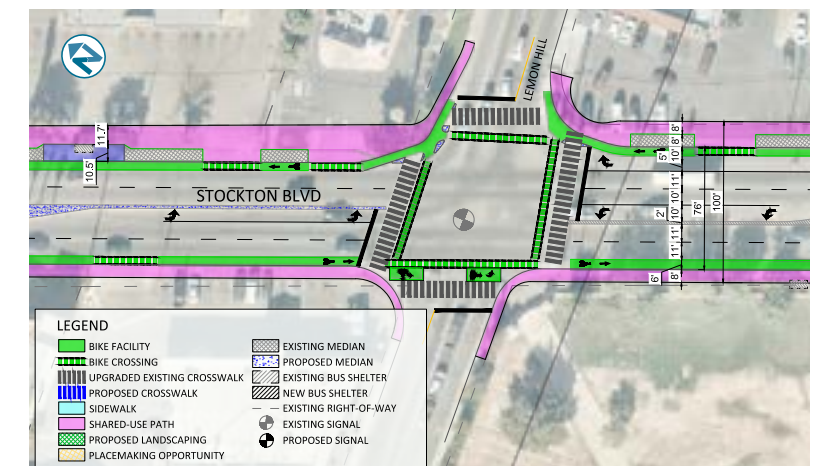 LEMON HILL
11.7'
10.5'
STOCKTON BLVD
5'
8'
8'
10'
11'
10'
2'
10'
11'
11'
8'
6'
76'
100'
LEGEND
BIKE FACILITY
BIKE CROSSING
UPGRADED EXISTING CROSSWALK
PROPOSED CROSSWALK
SIDEWALK
SHARED-USE PATH
PROPOSED LANDSCAPING
PLACEMAKING OPPORTUNITY
EXISTING MEDIAN
PROPOSED MEDIAN
EXISTING BUS SHELTER
NEW BUS SHELTER
EXISTING RIGHT-OF-WAY
EXISTING SIGNAL
PROPOSED SIGNAL